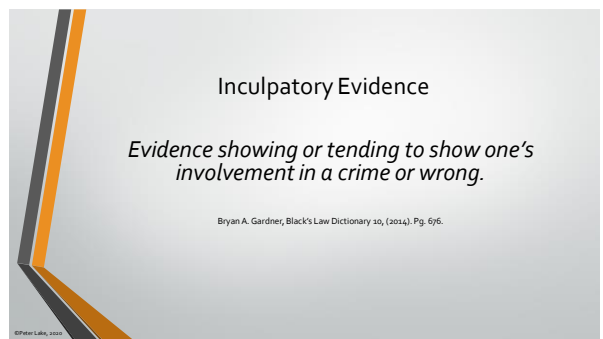 Inculpatory Evidence
Evidence showing or tending to show one's
involvement in a crime or wrong.
Bryan A. Gardner, Black's Law Dictionary 10, (2014). Pg. 676.
©Peter Lake, 2020